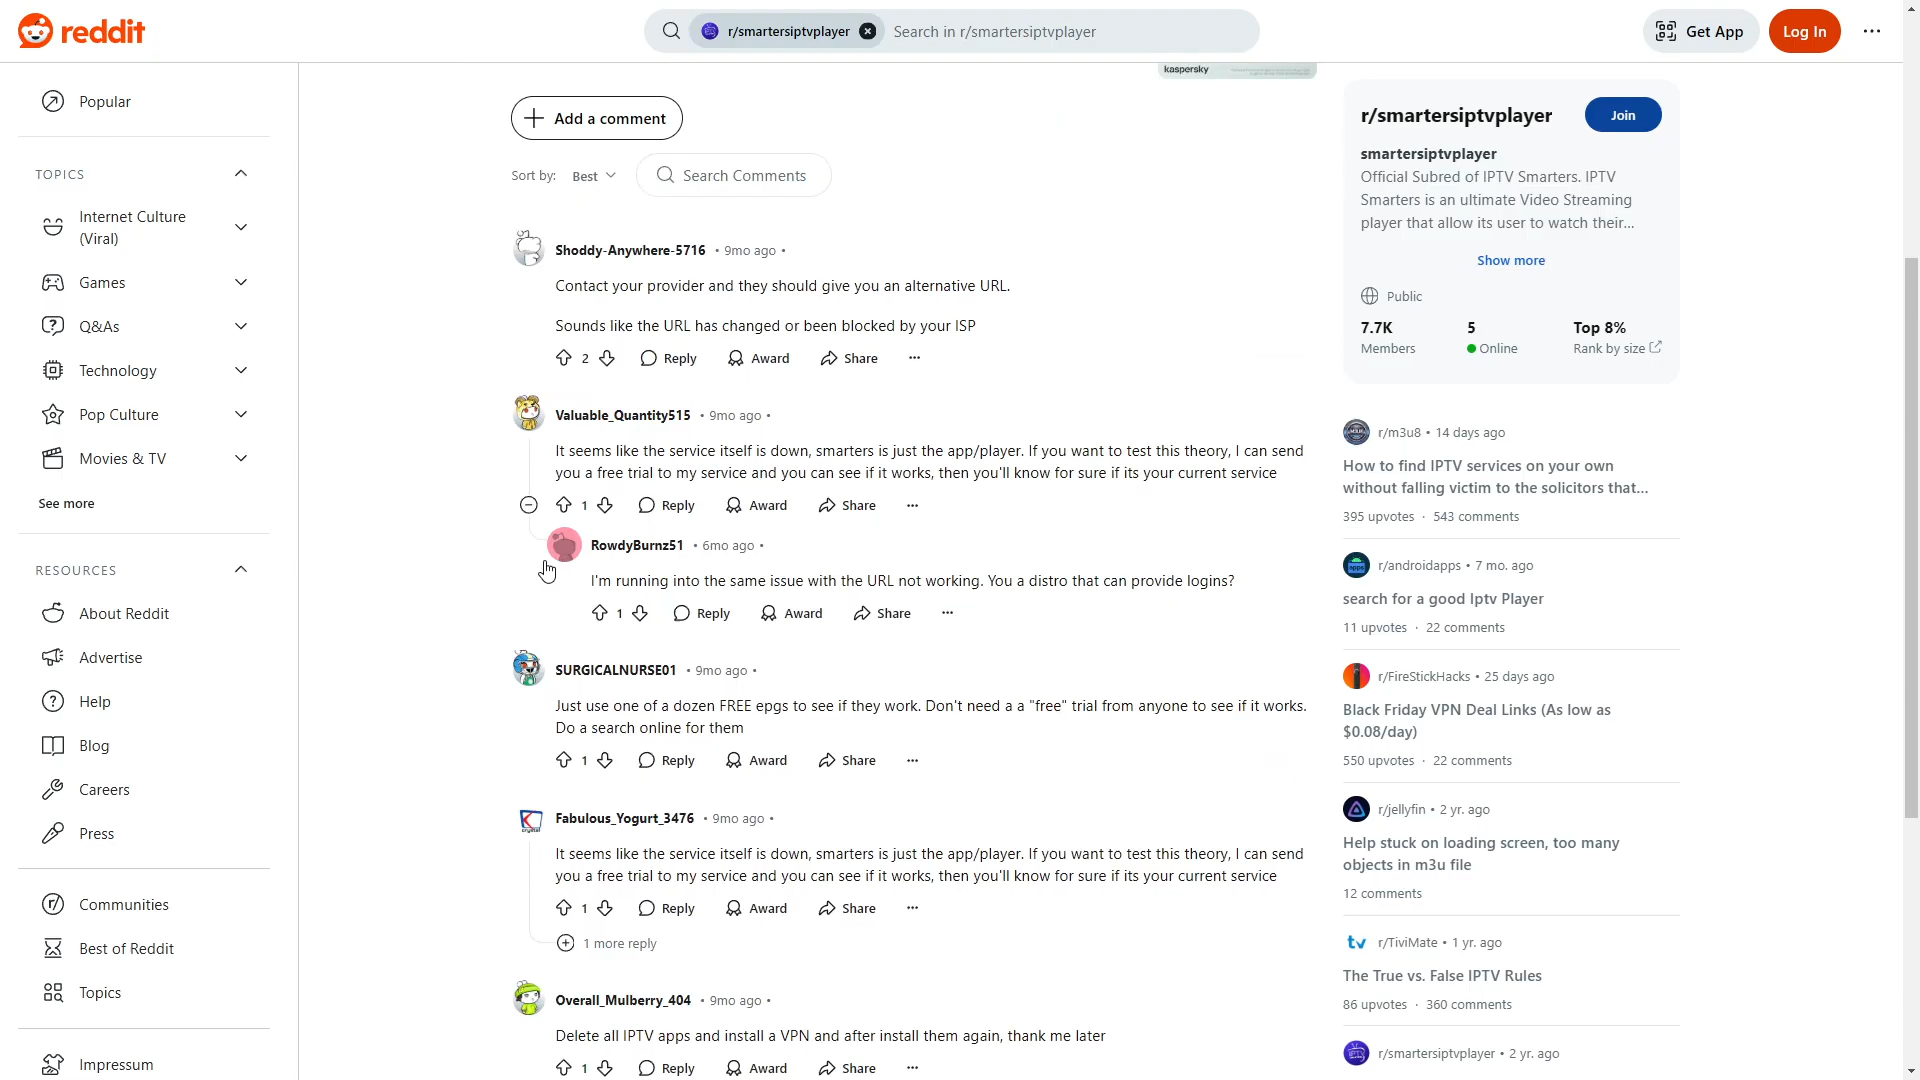 reddit
r/smartersiptvplayer
Search in r/smartersiptvplayer
Get App
Log In
Popular
TOPICS
Internet Culture
(Viral)
Games
Q&As
Technology
Pop Culture
Movies & TV
See more
RESOURCES
About Reddit
Advertise
Help
Blog
Careers
Press
Communities
Best of Reddit
Topics
Impressum
kaspersky
Add a comment
Sort by: Best
Search Comments
Shoddy-Anywhere-5716 • 9mo ago •
Contact your provider and they should give you an alternative URL.
Sounds like the URL has changed or been blocked by your ISP
2 Reply Award Share
Valuable_Quantity515 • 9mo ago •
It seems like the service itself is down, smarters is just the app/player. If you want to test this theory, I can send
you a free trial to my service and you can see if it works, then you'll know for sure if its your current service
1 Reply Award Share
RowdyBurnz51 • 6mo ago •
I'm running into the same issue with the URL not working. You a distro that can provide logins?
1 Reply Award Share
SURGICALNURSE01 • 9mo ago •
Just use one of a dozen FREE epgs to see if they work. Don't need a a "free" trial from anyone to see if it works.
Do a search online for them
1 Reply Award Share
Fabulous_Yogurt_3476 • 9mo ago •
It seems like the service itself is down, smarters is just the app/player. If you want to test this theory, I can send
you a free trial to my service and you can see if it works, then you'll know for sure if its your current service
1 Reply Award Share
1 more reply
Overall_Mulberry_404 • 9mo ago •
Delete all IPTV apps and install a VPN and after install them again, thank me later
1 Reply Award Share
r/smartersiptvplayer
Join
smartersiptvplayer
Official Subred of IPTV Smarters. IPTV
Smarters is an ultimate Video Streaming
player that allow its user to watch their...
Show more
Public
7.7K 5 Top 8%
Members Online Rank by size
r/m3u8 • 14 days ago
How to find IPTV services on your own
without falling victim to the solicitors that...
395 upvotes · 543 comments
r/androidapps • 7 mo. ago
search for a good Iptv Player
11 upvotes · 22 comments
r/FireStickHacks • 25 days ago
Black Friday VPN Deal Links (As low as
$0.08/day)
550 upvotes · 22 comments
r/jellyfin • 2 yr. ago
Help stuck on loading screen, too many
objects in m3u file
12 comments
r/TiviMate • 1 yr. ago
The True vs. False IPTV Rules
86 upvotes · 360 comments
r/smartersiptvplayer • 2 yr. ago